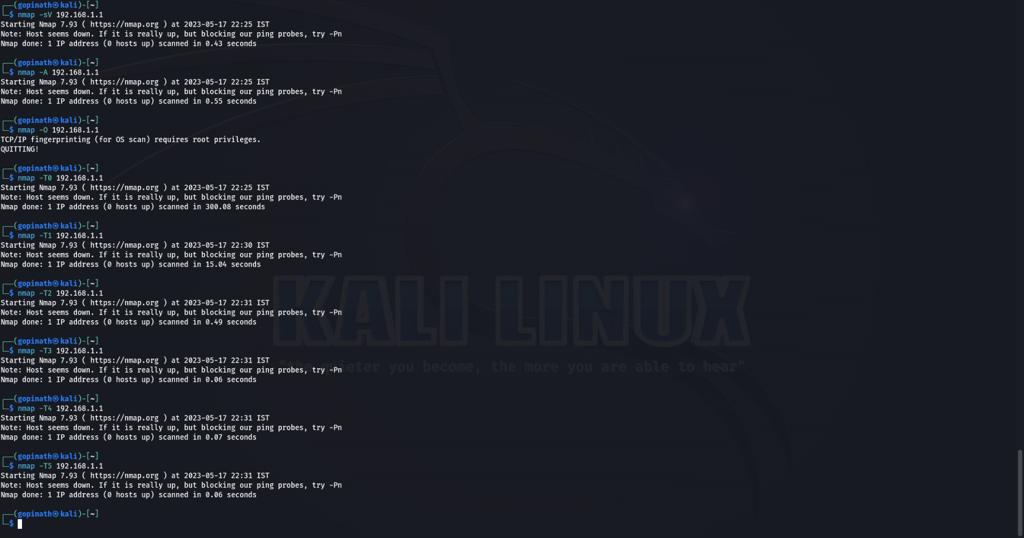 ┌──(gopinath㉿kali)-[~]
└─$ nmap -sV 192.168.1.1
Starting Nmap 7.93 ( https://nmap.org ) at 2023-05-17 22:25 IST
Note: Host seems down. If it is really up, but blocking our ping probes, try -Pn
Nmap done: 1 IP address (0 hosts up) scanned in 0.43 seconds
┌──(gopinath㉿kali)-[~]
└─$ nmap -A 192.168.1.1
Starting Nmap 7.93 ( https://nmap.org ) at 2023-05-17 22:25 IST
Note: Host seems down. If it is really up, but blocking our ping probes, try -Pn
Nmap done: 1 IP address (0 hosts up) scanned in 0.55 seconds
┌──(gopinath㉿kali)-[~]
└─$ nmap -O 192.168.1.1
TCP/IP fingerprinting (for OS scan) requires root privileges.
QUITTING!
┌──(gopinath㉿kali)-[~]
└─$ nmap -T0 192.168.1.1
Starting Nmap 7.93 ( https://nmap.org ) at 2023-05-17 22:25 IST
Note: Host seems down. If it is really up, but blocking our ping probes, try -Pn
Nmap done: 1 IP address (0 hosts up) scanned in 300.08 seconds
┌──(gopinath㉿kali)-[~]
└─$ nmap -T1 192.168.1.1
Starting Nmap 7.93 ( https://nmap.org ) at 2023-05-17 22:30 IST
Note: Host seems down. If it is really up, but blocking our ping probes, try -Pn
Nmap done: 1 IP address (0 hosts up) scanned in 15.04 seconds
┌──(gopinath㉿kali)-[~]
└─$ nmap -T2 192.168.1.1
Starting Nmap 7.93 ( https://nmap.org ) at 2023-05-17 22:31 IST
Note: Host seems down. If it is really up, but blocking our ping probes, try -Pn
Nmap done: 1 IP address (0 hosts up) scanned in 0.49 seconds
┌──(gopinath㉿kali)-[~]
└─$ nmap -T3 192.168.1.1
Starting Nmap 7.93 ( https://nmap.org ) at 2023-05-17 22:31 IST
Note: Host seems down. If it is really up, but blocking our ping probes, try -Pn
Nmap done: 1 IP address (0 hosts up) scanned in 0.06 seconds
┌──(gopinath㉿kali)-[~]
└─$ nmap -T4 192.168.1.1
Starting Nmap 7.93 ( https://nmap.org ) at 2023-05-17 22:31 IST
Note: Host seems down. If it is really up, but blocking our ping probes, try -Pn
Nmap done: 1 IP address (0 hosts up) scanned in 0.07 seconds
┌──(gopinath㉿kali)-[~]
└─$ nmap -T5 192.168.1.1
Starting Nmap 7.93 ( https://nmap.org ) at 2023-05-17 22:31 IST
Note: Host seems down. If it is really up, but blocking our ping probes, try -Pn
Nmap done: 1 IP address (0 hosts up) scanned in 0.06 seconds
┌──(gopinath㉿kali)-[~]
└─$
KALI LINUX
you become, the more you are able to hear"